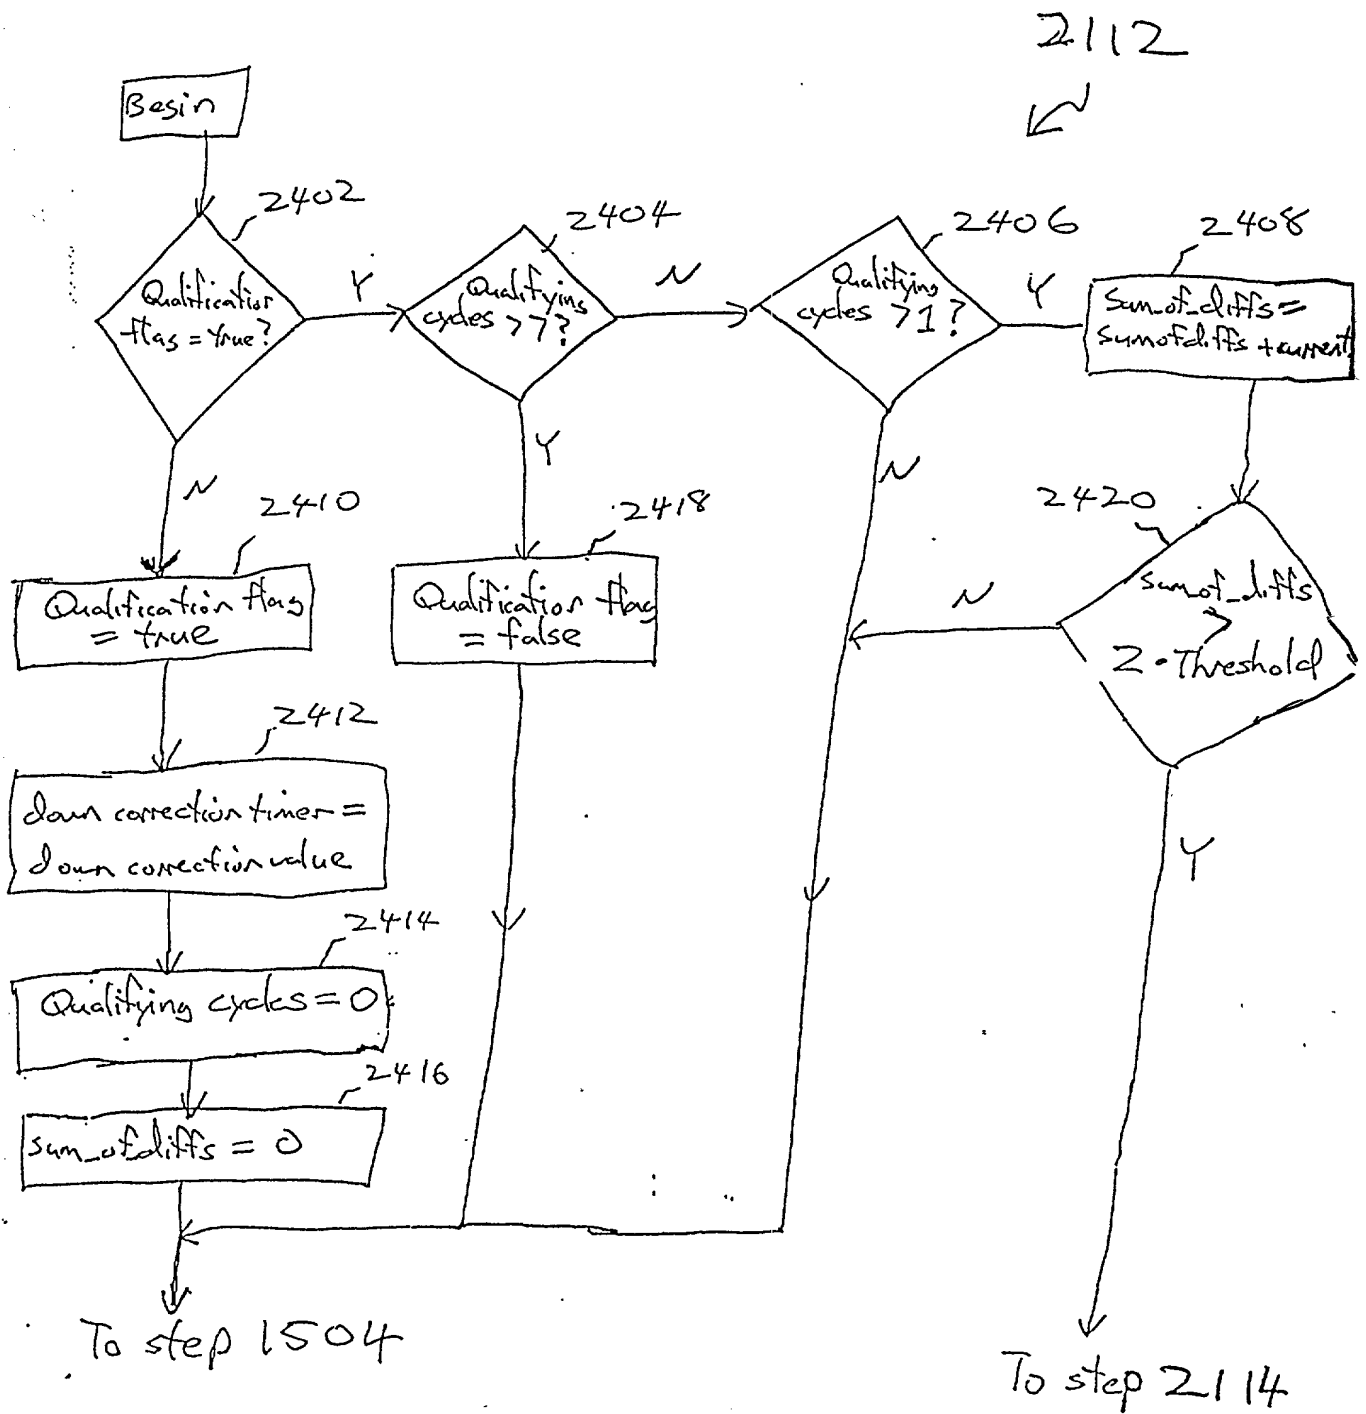 2112
Begin
2402
Qualification
flag = true?
Y
2404
Qualifying
cycles > 7?
N
2406
Qualifying
cycles > 1?
Y
2408
Sum_of_diffs =
sumofdiffs + current
N
2410
Qualification flag
= true
Y
2418
Qualification flag
= false
N
2420
sumof_diffs
>
2 • Threshold
N
2412
down correction timer =
down correction value
Y
2414
Qualifying cycles = 0
2416
sum_of_diffs = 0
To step 1504
To step 2114